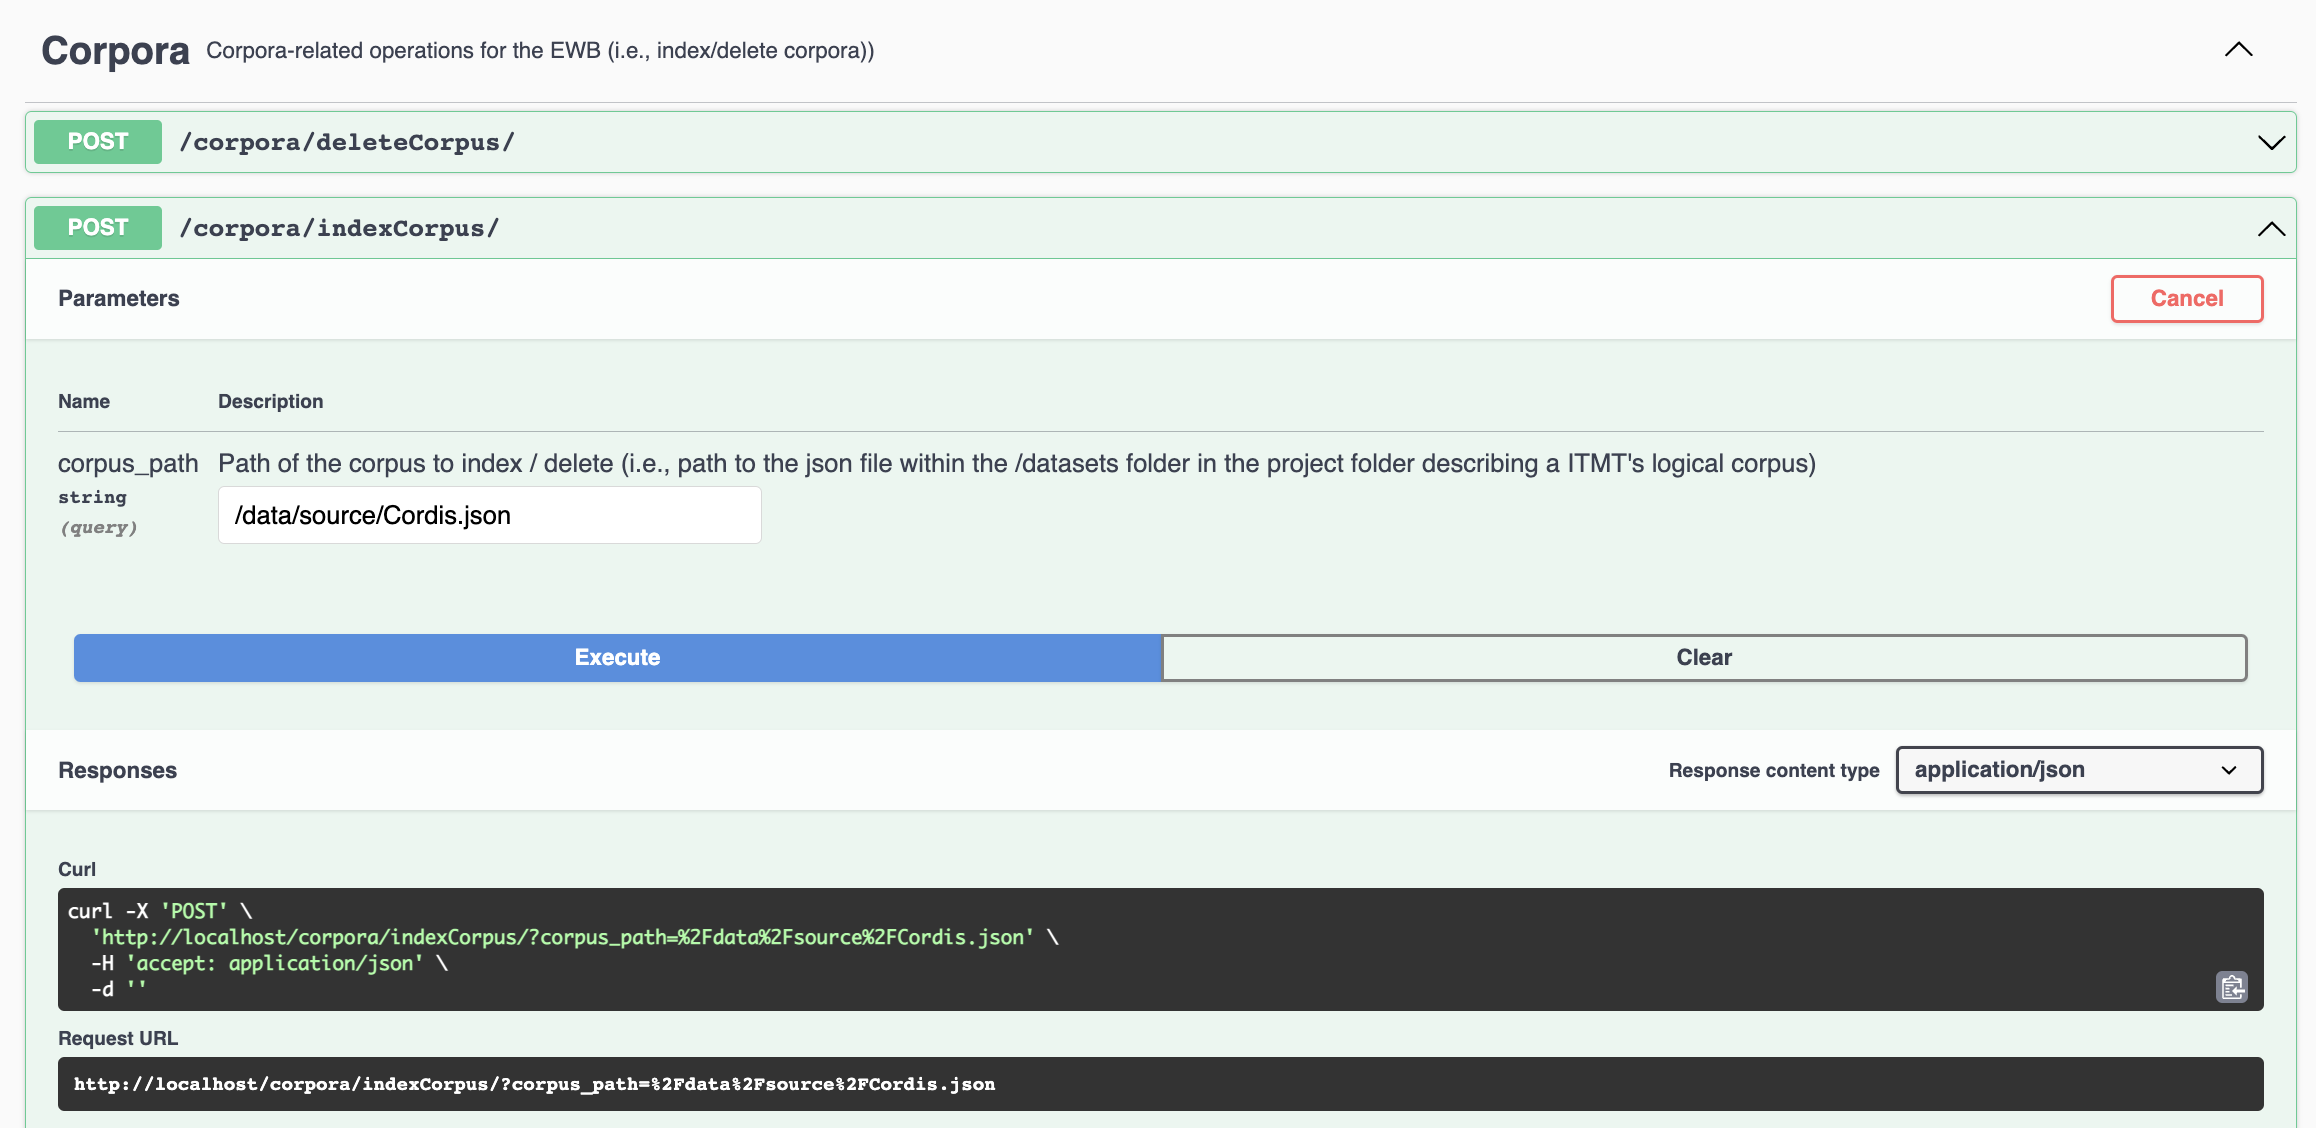 Corpora Corpora-related operations for the EWB (i.e., index/delete corpora))
POST /corpora/deleteCorpus/
POST /corpora/indexCorpus/
Parameters Cancel
Name Description
corpus_path Path of the corpus to index / delete (i.e., path to the json file within the /datasets folder in the project folder describing a ITMT's logical corpus)
string
(query)
/data/source/Cordis.json
Execute Clear
Responses Response content type application/json
Curl
curl -X 'POST' \
'http://localhost/corpora/indexCorpus/?corpus_path=%2Fdata%2Fsource%2FCordis.json' \
-H 'accept: application/json' \
-d ''
Request URL
http://localhost/corpora/indexCorpus/?corpus_path=%2Fdata%2Fsource%2FCordis.json